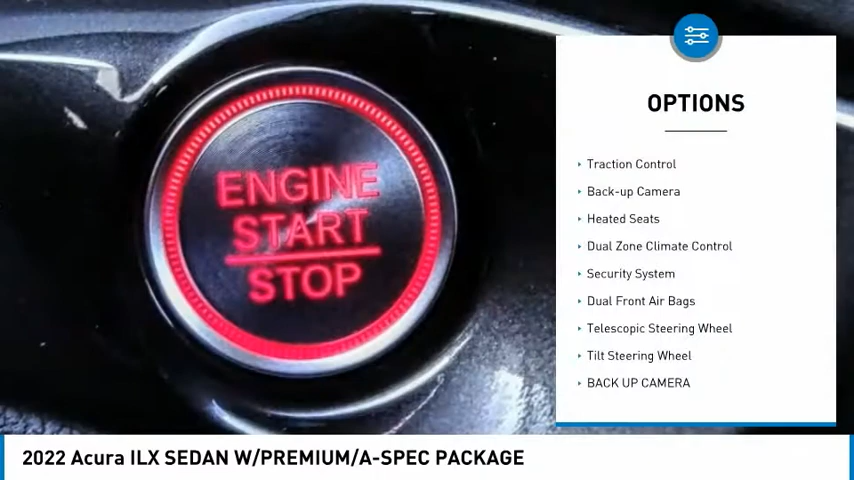 ENGINE
START
STOP
OPTIONS
Traction Control
Back-up Camera
Heated Seats
Dual Zone Climate Control
Security System
Dual Front Air Bags
Telescopic Steering Wheel
Tilt Steering Wheel
BACK UP CAMERA
2022 Acura ILX SEDAN W/PREMIUM/A-SPEC PACKAGE